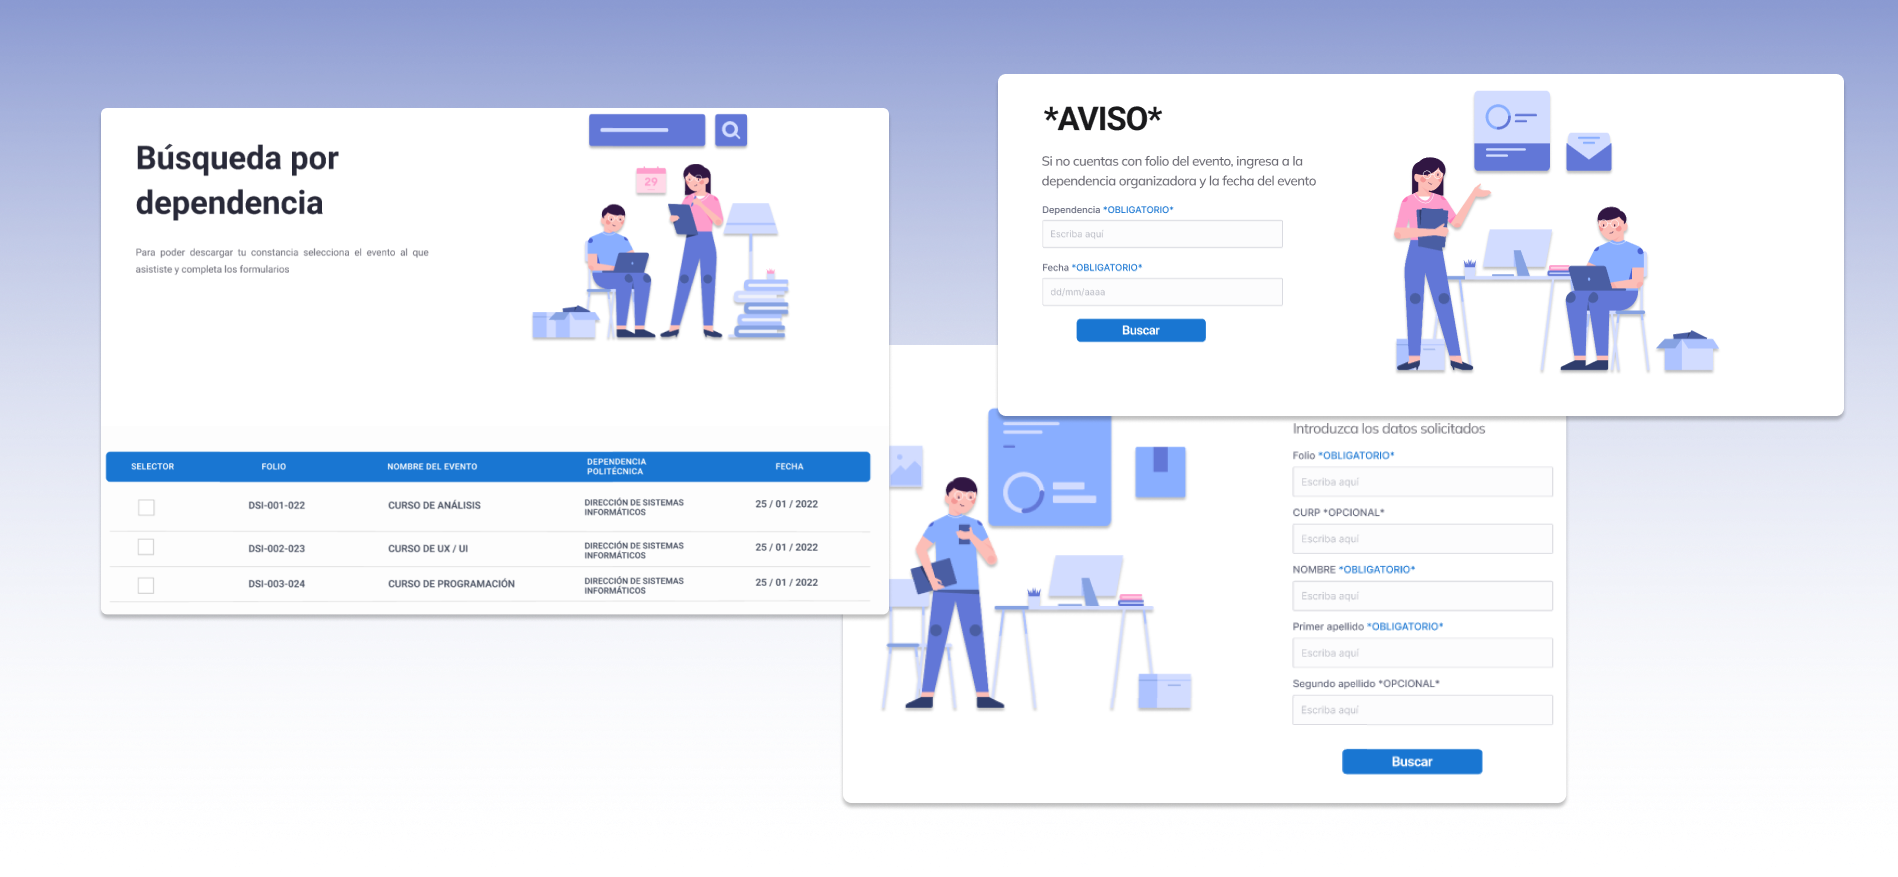 Búsqueda por
dependencia
Para poder descargar tu constancia selecciona el evento al que
asististe y completa los formularios
29
SELECTOR FOLIO NOMBRE DEL EVENTO DEPENDENCIA POLITÉCNICA FECHA
DSI-001-022 CURSO DE ANÁLISIS DIRECCIÓN DE SISTEMAS INFORMÁTICOS 25 / 01 / 2022
DSI-002-023 CURSO DE UX / UI DIRECCIÓN DE SISTEMAS INFORMÁTICOS 25 / 01 / 2022
DSI-003-024 CURSO DE PROGRAMACIÓN DIRECCIÓN DE SISTEMAS INFORMÁTICOS 25 / 01 / 2022
*AVISO*
Si no cuentas con folio del evento, ingresa a la
dependencia organizadora y la fecha del evento
Dependencia *OBLIGATORIO*
Escriba aquí
Fecha *OBLIGATORIO*
dd/mm/aaaa
Buscar
Introduzca los datos solicitados
Folio *OBLIGATORIO*
Escriba aquí
CURP *OPCIONAL*
Escriba aquí
NOMBRE *OBLIGATORIO*
Escriba aquí
Primer apellido *OBLIGATORIO*
Escriba aquí
Segundo apellido *OPCIONAL*
Escriba aquí
Buscar